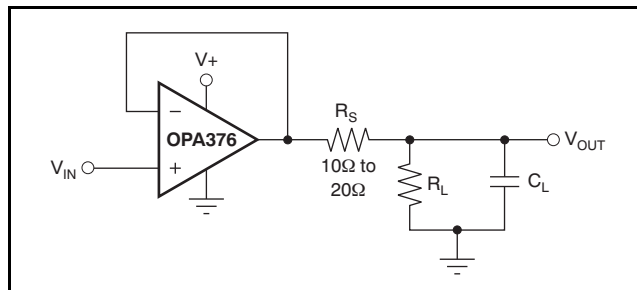 V+
−
OPA376
+
V_IN
R_S
10Ω to
20Ω
R_L
C_L
V_OUT